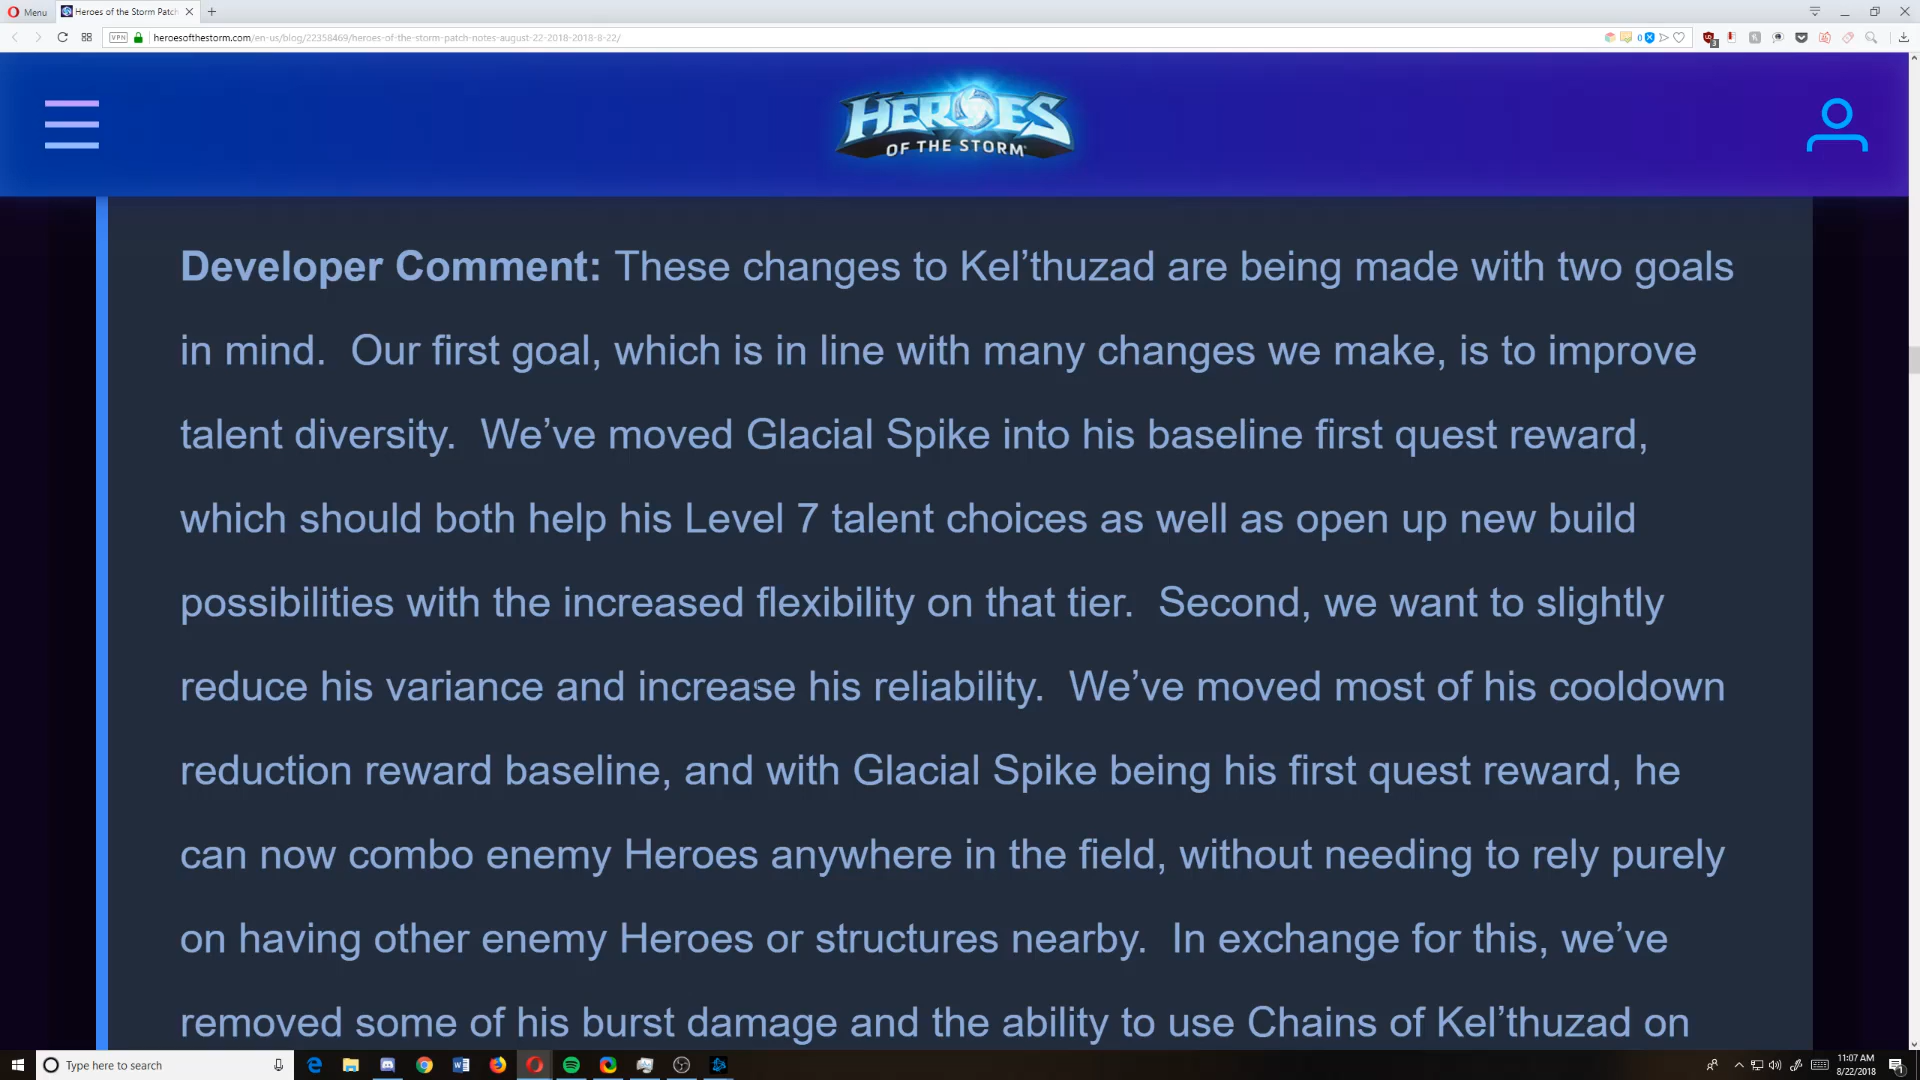 Menu
Heroes of the Storm Patch
VPN
heroesofthestorm.com/en-us/blog/22358469/heroes-of-the-storm-patch-notes-august-22-2018-2018-8-22/
0
3
HEROES
OF THE STORM
Developer Comment: These changes to Kel’thuzad are being made with two goals
in mind. Our first goal, which is in line with many changes we make, is to improve
talent diversity. We’ve moved Glacial Spike into his baseline first quest reward,
which should both help his Level 7 talent choices as well as open up new build
possibilities with the increased flexibility on that tier. Second, we want to slightly
reduce his variance and increase his reliability. We’ve moved most of his cooldown
reduction reward baseline, and with Glacial Spike being his first quest reward, he
can now combo enemy Heroes anywhere in the field, without needing to rely purely
on having other enemy Heroes or structures nearby. In exchange for this, we’ve
removed some of his burst damage and the ability to use Chains of Kel’thuzad on
Type here to search
11:07 AM
8/22/2018